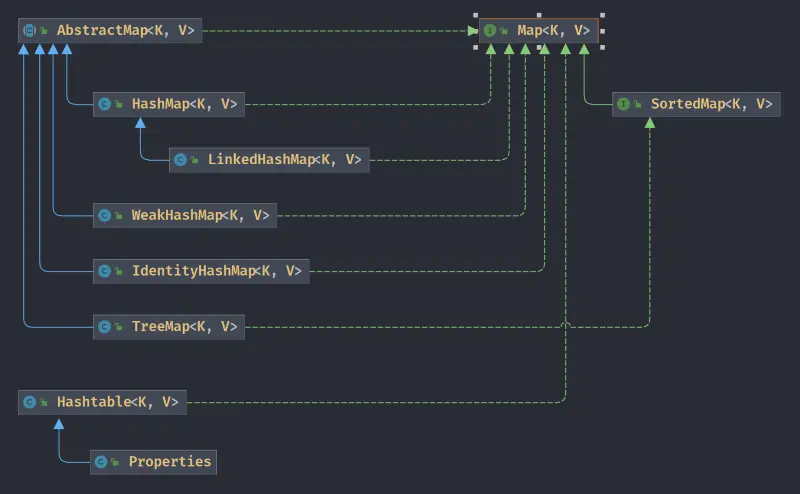 AbstractMap<K, V>
Map<K, V>
HashMap<K, V>
SortedMap<K, V>
LinkedHashMap<K, V>
WeakHashMap<K, V>
IdentityHashMap<K, V>
TreeMap<K, V>
Hashtable<K, V>
Properties